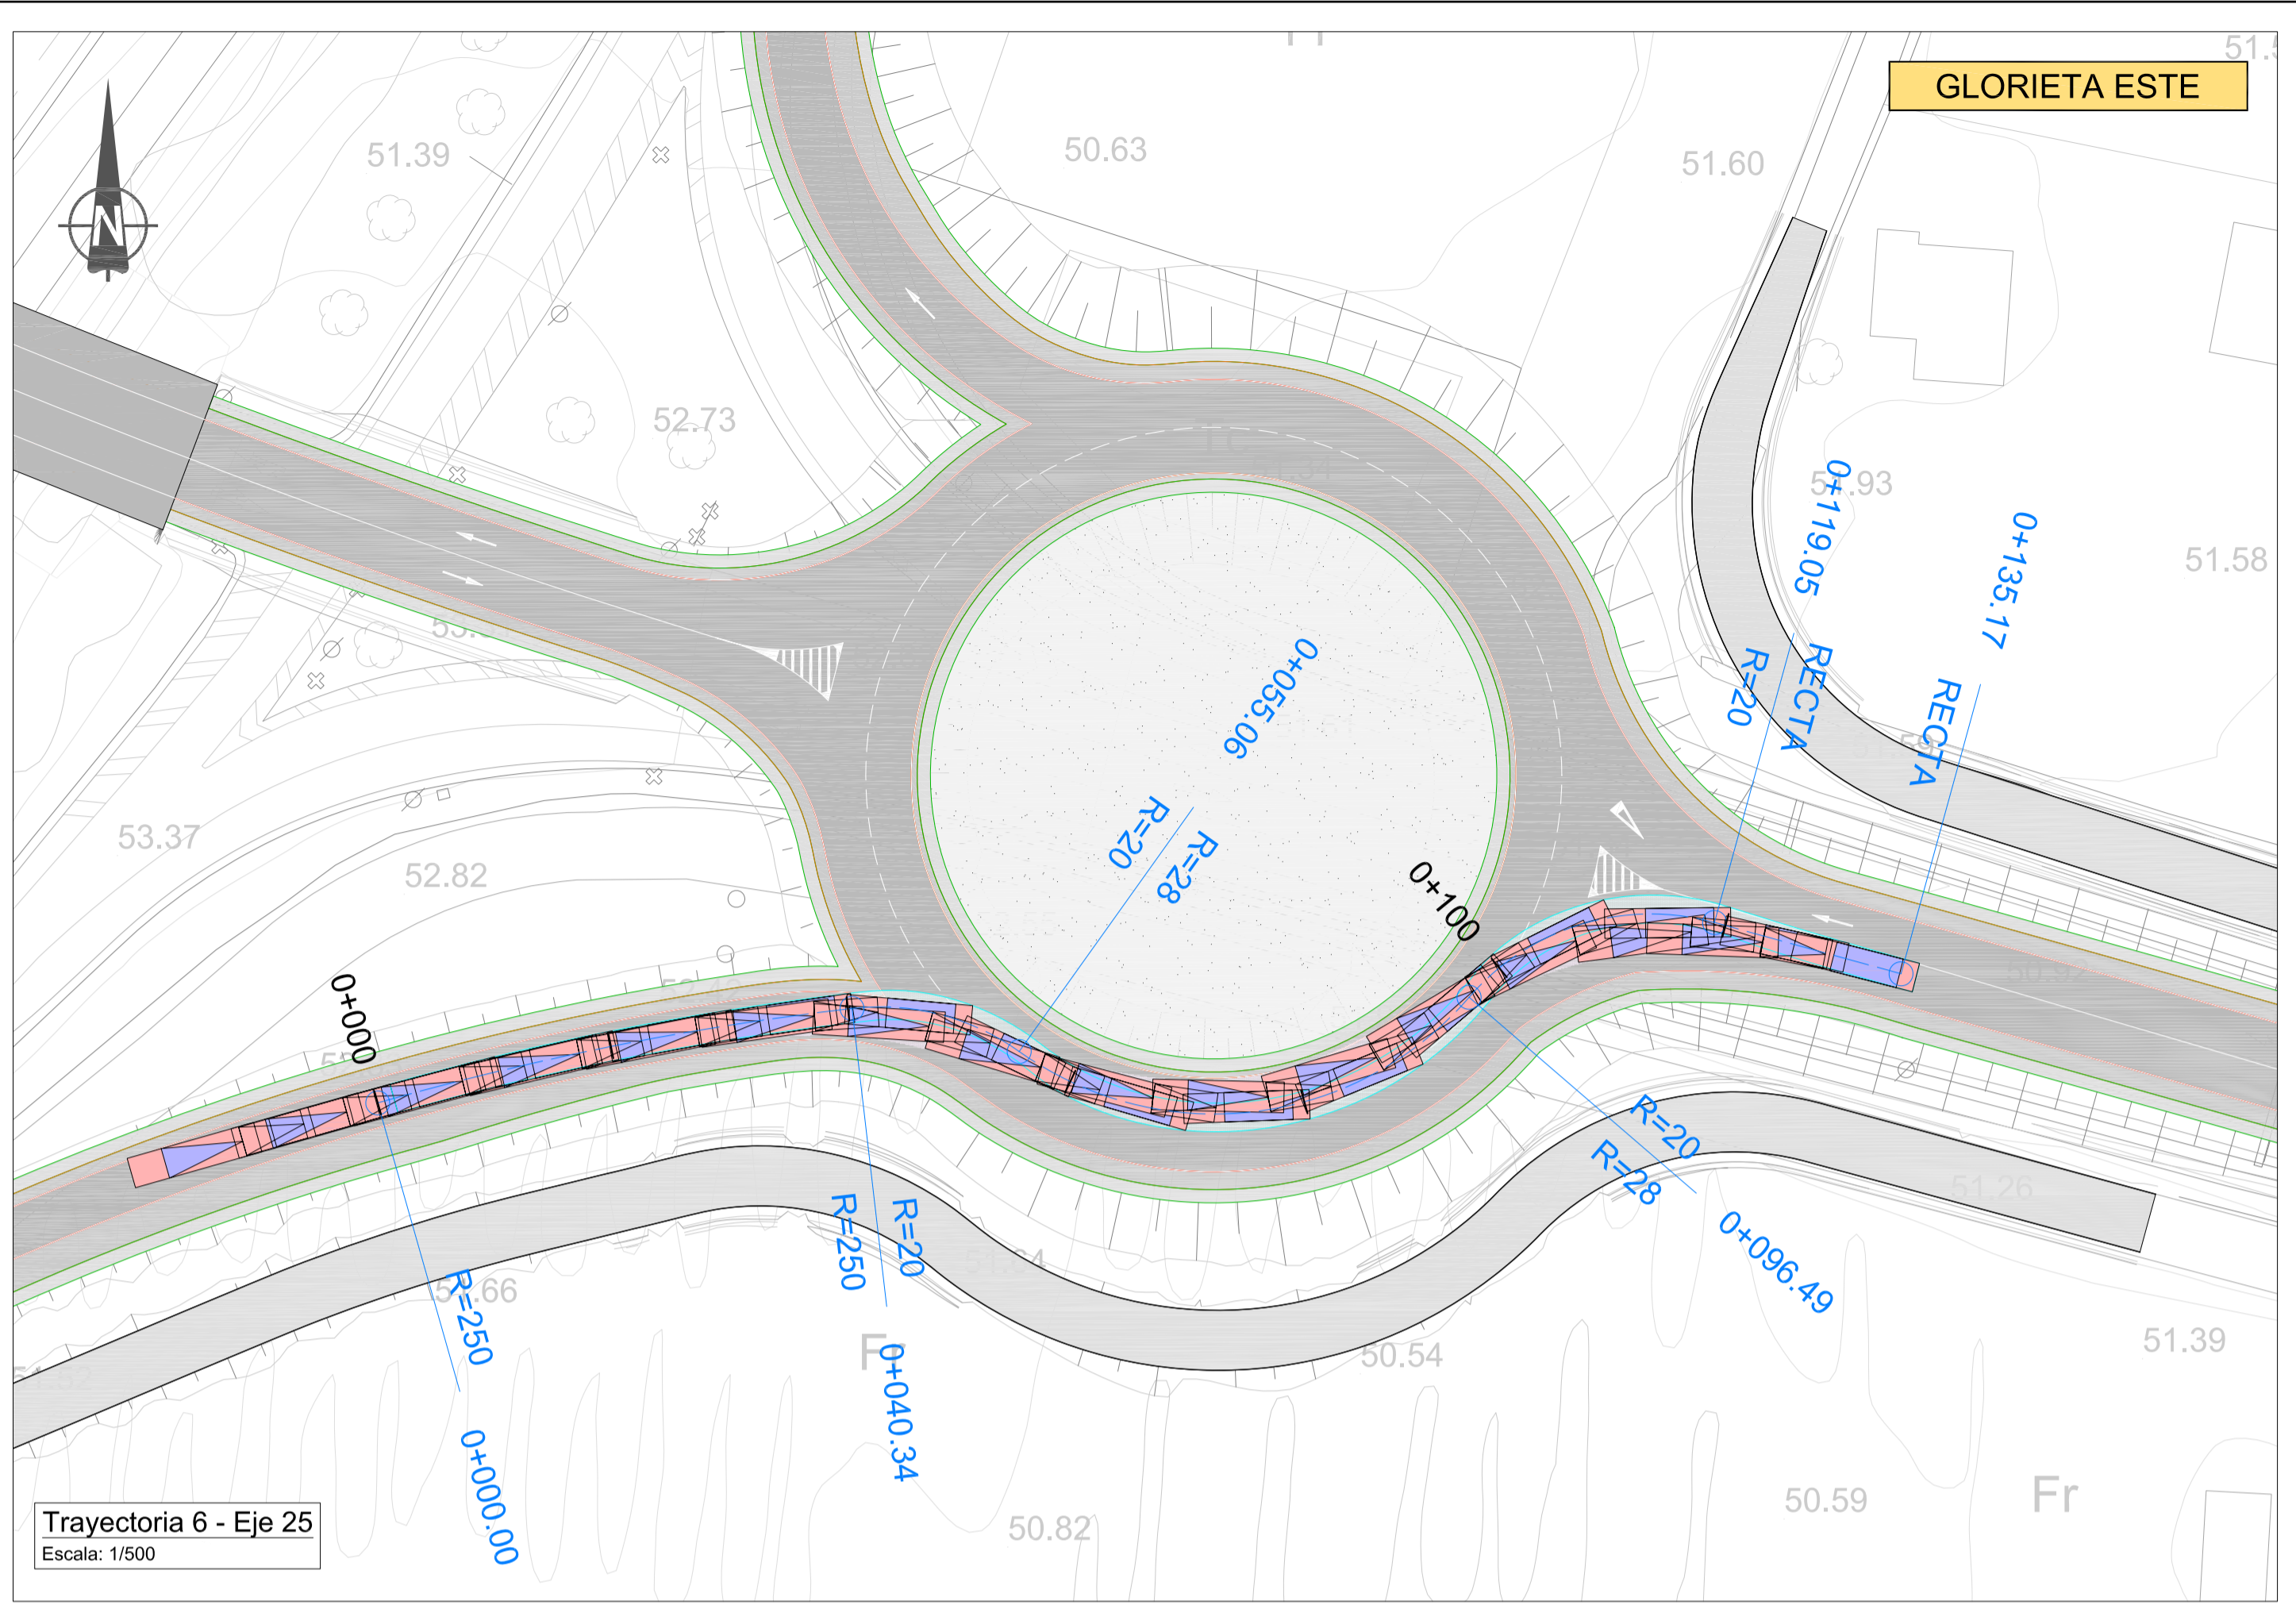 GLORIETA ESTE
51.39
50.63
51.60
N
52.73
51.93
0+119.05
0+135.17
51.58
0+055.06
R=20
RECTA
RECTA
R=20
R=28
53.37
52.82
0+100
0+000
50.92
R=20
R=28
R=250
R=20
51.26
0+096.49
R=250
Fr
50.54
51.39
0+040.34
0+000.00
50.59
Fr
50.82
Trayectoria 6 - Eje 25
Escala: 1/500